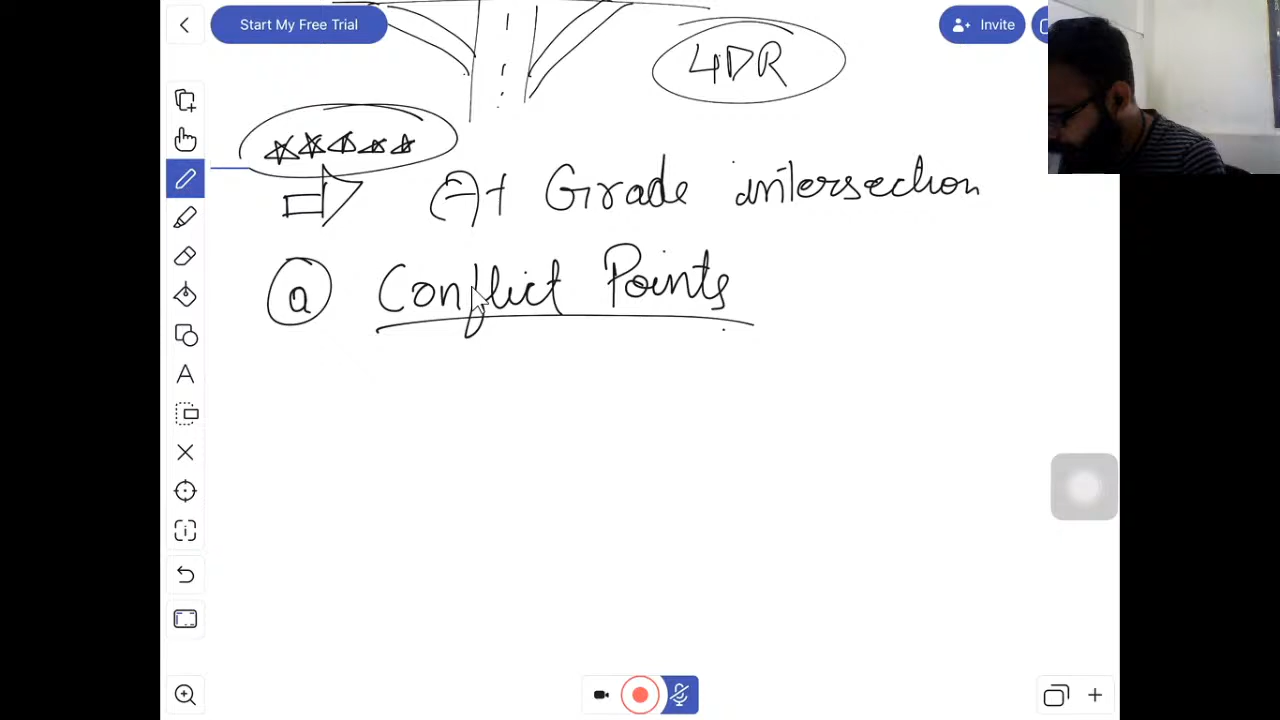 Start My Free Trial
Invite
4DR
At Grade intersection
a Conflict Points
A